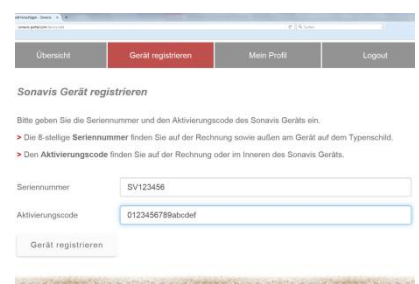 Übersicht Gerät registrieren Mein Profil Logout
Sonavis Gerät registrieren
Bitte geben Sie die Seriennummer und den Aktivierungscode des Sonavis Geräts ein.
> Die 8-stellige Seriennummer finden Sie auf der Rechnung sowie außen am Gerät auf dem Typenschild.
> Den Aktivierungscode finden Sie auf der Rechnung oder im Inneren des Sonavis Geräts.
Seriennummer SV123456
Aktivierungscode 0123456789abcdef
Gerät registrieren